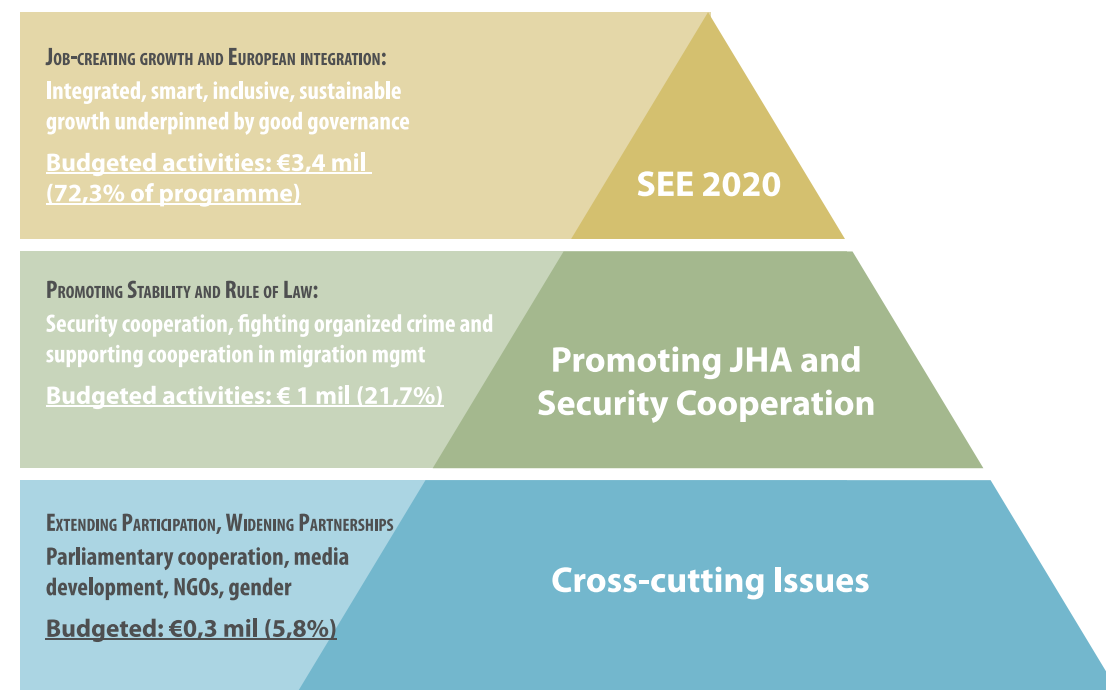 Job-creating growth and European integration:
Integrated, smart, inclusive, sustainable
growth underpinned by good governance
Budgeted activities: €3,4 mil
(72,3% of programme)
SEE 2020
Promoting Stability and Rule of Law:
Security cooperation, fighting organized crime and
supporting cooperation in migration mgmt
Budgeted activities: € 1 mil (21,7%)
Promoting JHA and
Security Cooperation
Extending Participation, Widening Partnerships
Parliamentary cooperation, media
development, NGOs, gender
Budgeted: €0,3 mil (5,8%)
Cross-cutting Issues